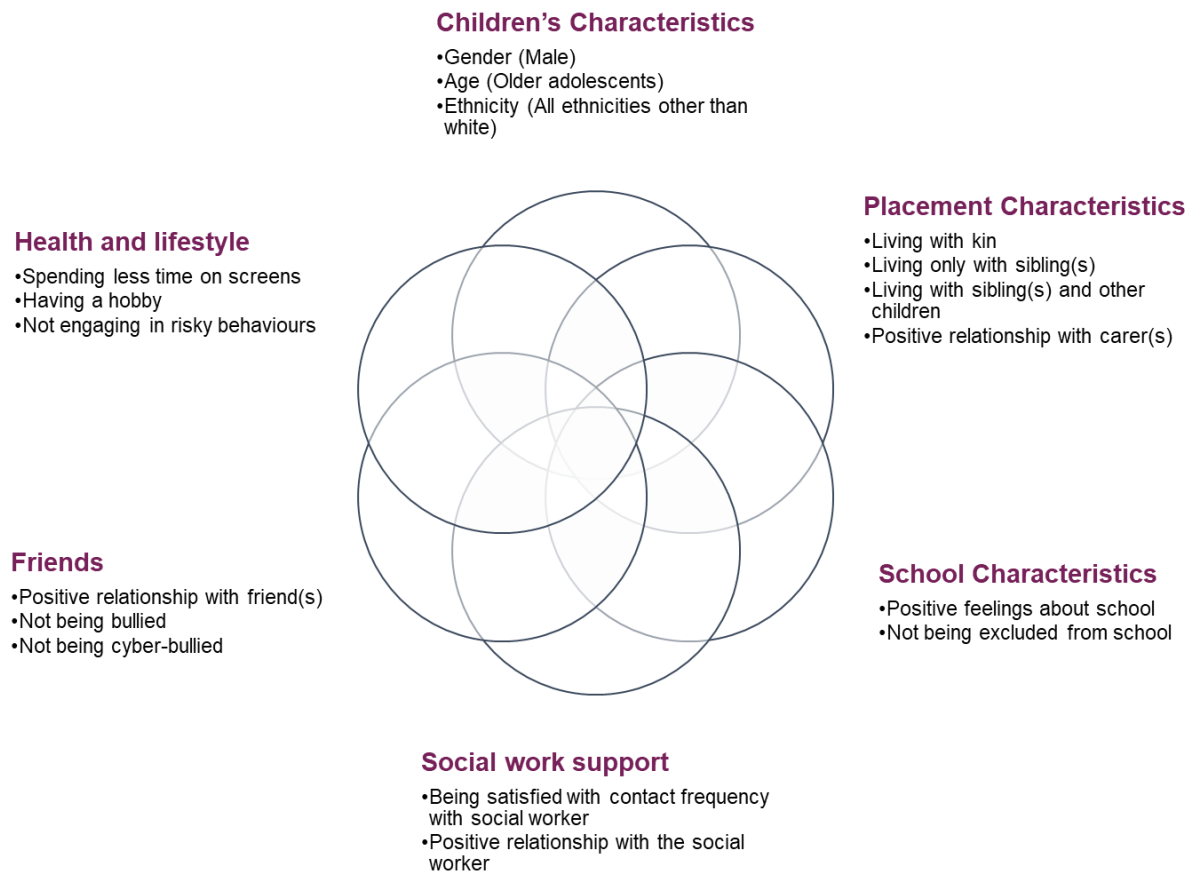 Children’s Characteristics
•Gender (Male)
•Age (Older adolescents)
•Ethnicity (All ethnicities other than
white)
Placement Characteristics
•Living with kin
•Living only with sibling(s)
•Living with sibling(s) and other
children
•Positive relationship with carer(s)
Health and lifestyle
•Spending less time on screens
•Having a hobby
•Not engaging in risky behaviours
Friends
•Positive relationship with friend(s)
•Not being bullied
•Not being cyber-bullied
School Characteristics
•Positive feelings about school
•Not being excluded from school
Social work support
•Being satisfied with contact frequency
with social worker
•Positive relationship with the social
worker